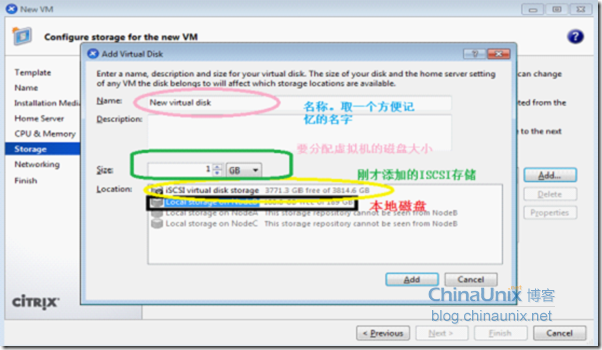 New VM
Configure storage for the new VM
?
Add Virtual Disk
Template
Name
Installation Media
Home Server
CPU & Memory
Storage
Networking
Finish
Enter a name, description and size for your virtual disk. The size of your disk and the home server setting
of any VM the disk belongs to will affect which storage locations are available.
Name: New virtual disk
名称。取一个方便记
忆的名字
Description:
要分配虚拟机的磁盘大小
Size: 1 GB
刚才添加的ISCSI存储
Location:
iSCSI virtual disk storage 3771.3 GB free of 3814.6 GB
Local storage on GB free of 189 GB
本地磁盘
Local storage on NodeA This storage repository cannot be seen from NodeB
Local storage on NodeC This storage repository cannot be seen from NodeB
Add Cancel
can change
ted from the
to the next
Add...
Delete
Properties
CITRIX
ChinaUnix 博客
blog.chinaunix.net
< Previous Next > Finish Cancel